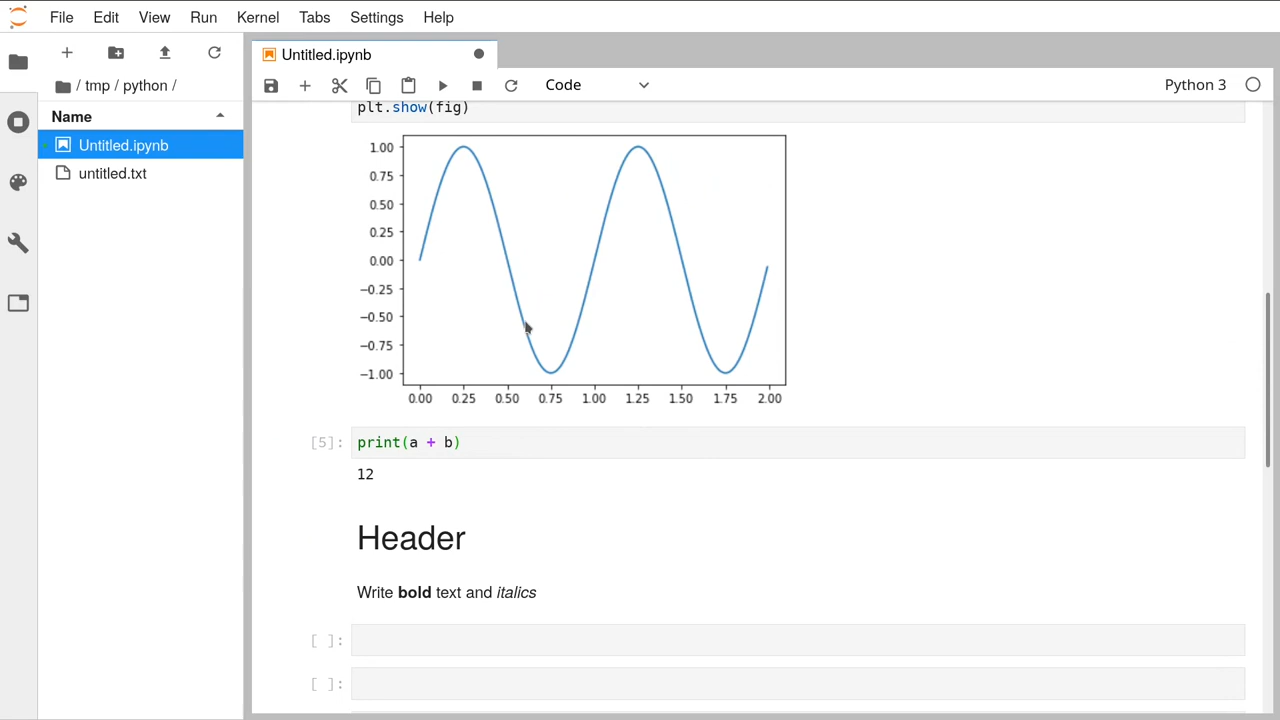 File Edit View Run Kernel Tabs Settings Help
Untitled.ipynb
Code
Python 3
/ tmp / python /
Name
Untitled.ipynb
untitled.txt
plt.show(fig)
1.00
0.75
0.50
0.25
0.00
−0.25
−0.50
−0.75
−1.00
0.00 0.25 0.50 0.75 1.00 1.25 1.50 1.75 2.00
[5]: print(a + b)
12
Header
Write bold text and italics
[ ]:
[ ]: